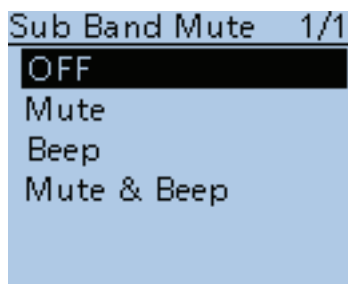 Sub Band Mute 1/1
OFF
Mute
Beep
Mute & Beep